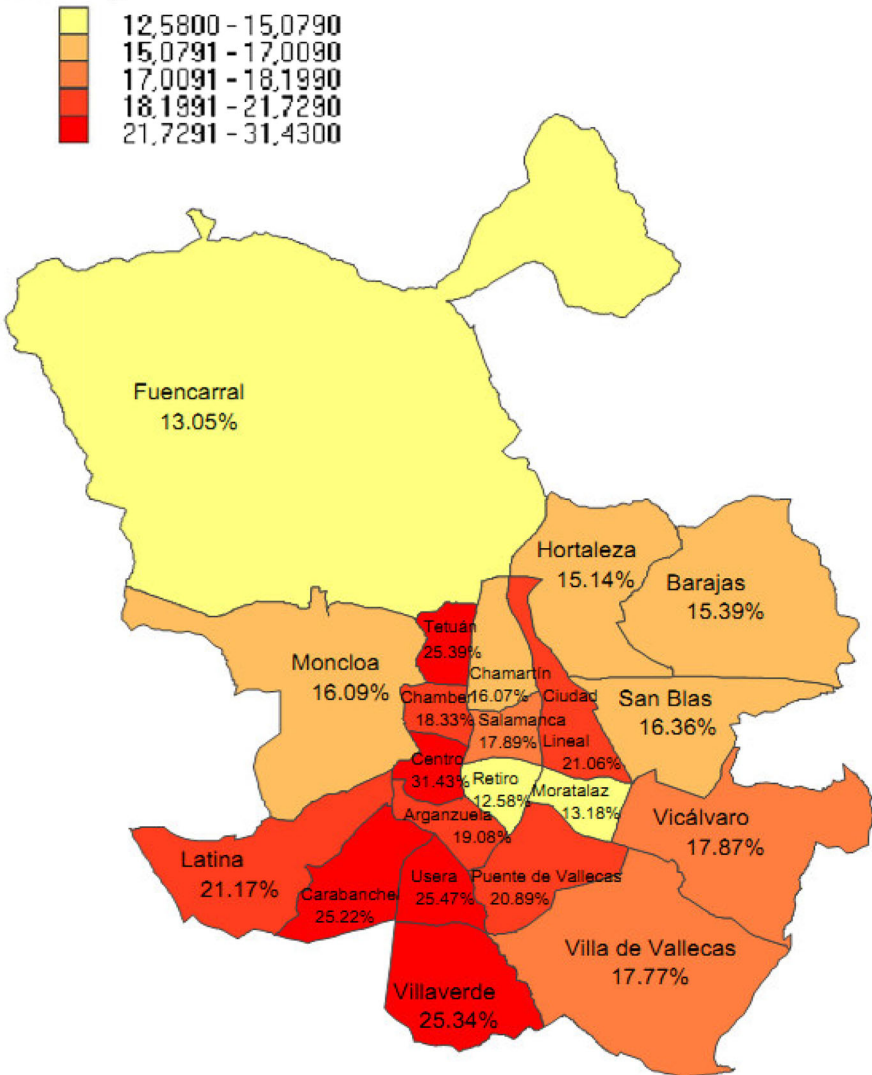 12,5800 - 15,0790
15,0791 - 17,0090
17,0091 - 18,1990
18,1991 - 21,7290
21,7291 - 31,4300
Fuencarral
13.05%
Hortaleza
15.14%
Barajas
15.39%
Tetuán
25.39%
Moncloa
16.09%
Chamartín
16.07%
Chamber
18.33%
Salamanca
17.89%
Ciudad
Lineal
21.06%
San Blas
16.36%
Centro
31.43%
Retiro
12.58%
Moratalaz
13.18%
Arganzuela
19.08%
Vicálvaro
17.87%
Latina
21.17%
Carabanchel
25.22%
Usera
25.47%
Puente de Vallecas
20.89%
Villa de Vallecas
17.77%
Villaverde
25.34%